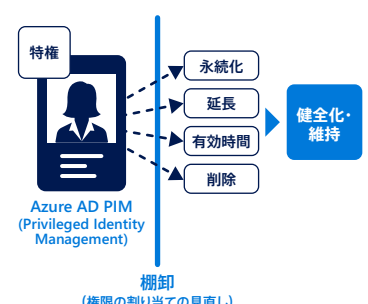 特権
永続化
延長
有効時間
削除
健全化・
維持
Azure AD PIM
(Privileged Identity
Management)
棚卸
(権限の割り当ての見直し)